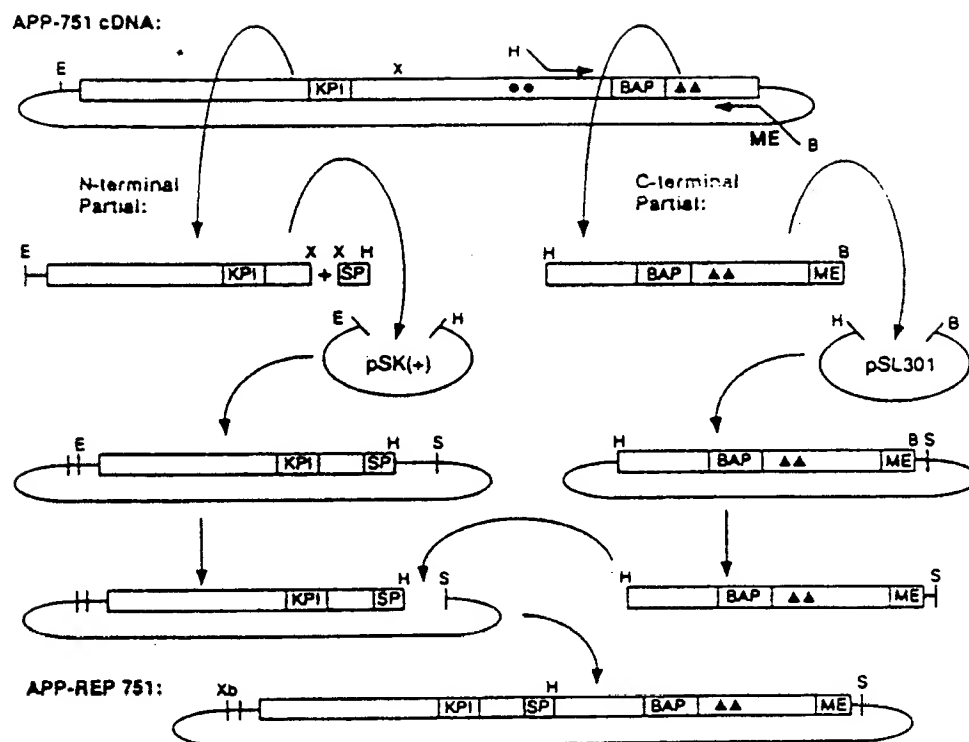 APP-751 cDNA:
H
E
X
KPI
BAP
ME
B
N-terminal
Partial:
C-terminal
Partial:
E
X
X
H
H
B
KPI
+
SP
BAP
ME
E
H
H
B
pSK(+)
pSL301
E
H
S
H
B
S
KPI
SP
BAP
ME
H
S
H
S
KPI
SP
BAP
ME
APP-REP 751:
Xb
H
S
KPI
SP
BAP
ME